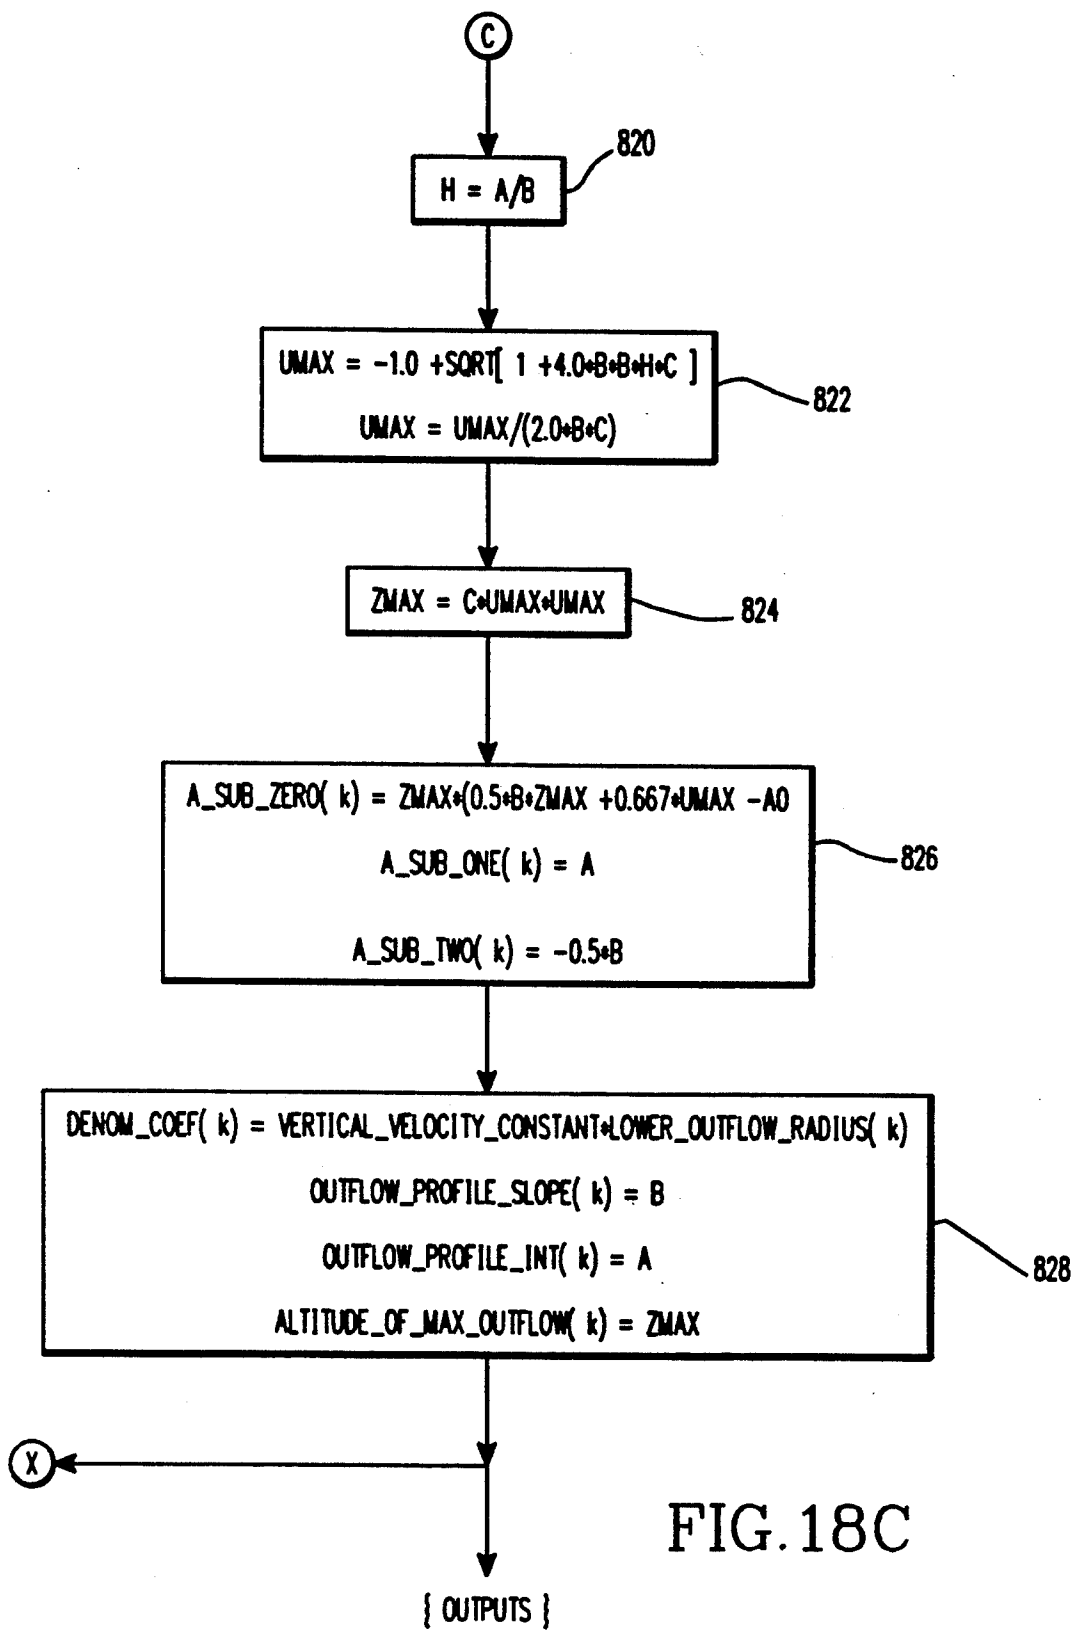 C
820
H = A/B
UMAX = -1.0 +SQRT[ 1 +4.0*B*B*H*C ]
822
UMAX = UMAX/(2.0*B*C)
ZMAX = C*UMAX*UMAX
824
A_SUB_ZERO( k) = ZMAX*(0.5*B*ZMAX +0.667*UMAX -A0
A_SUB_ONE( k) = A
826
A_SUB_TWO( k) = -0.5*B
DENOM_COEF( k) = VERTICAL_VELOCITY_CONSTANT*LOWER_OUTFLOW_RADIUS( k)
OUTFLOW_PROFILE_SLOPE( k) = B
OUTFLOW_PROFILE_INT( k) = A
828
ALTITUDE_OF_MAX_OUTFLOW( k) = ZMAX
X
FIG.18C
{ OUTPUTS }